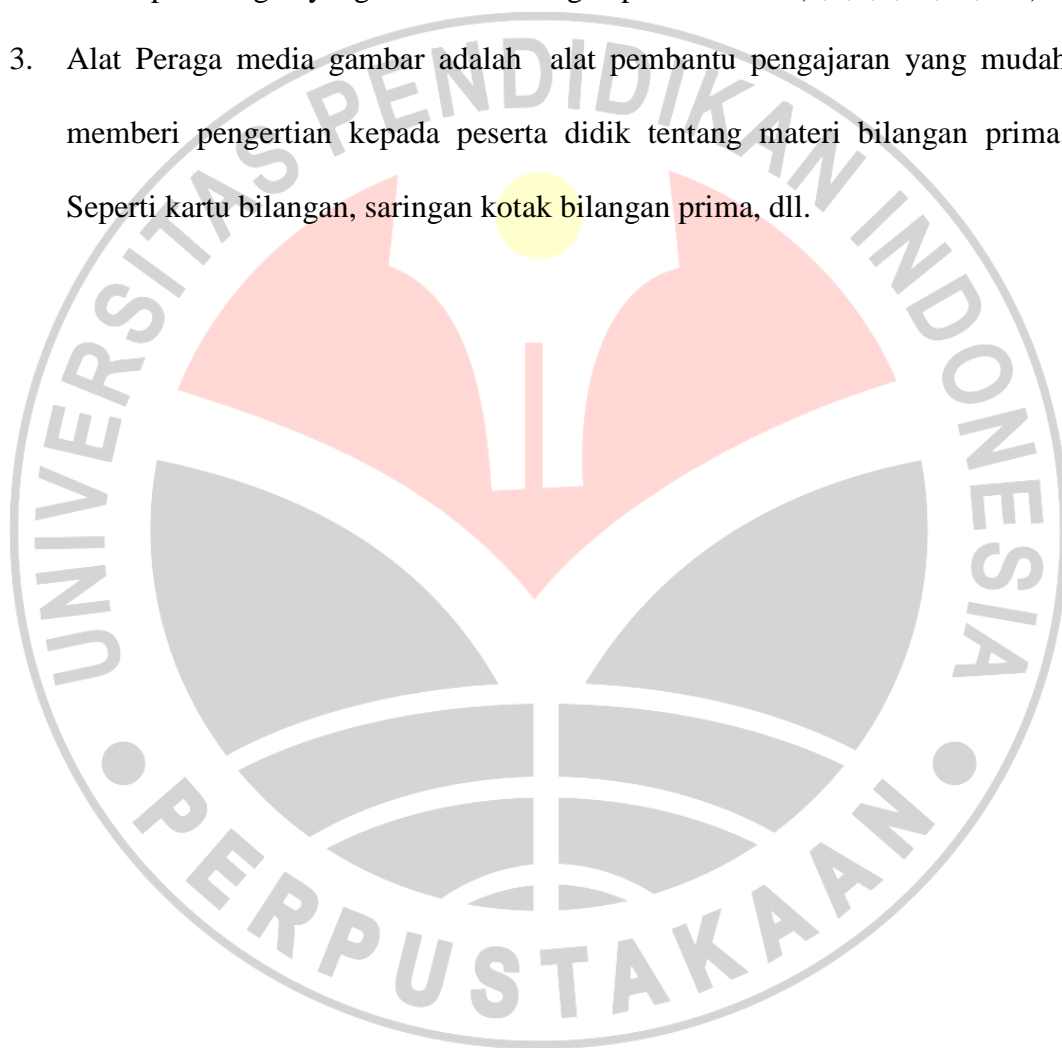 3. Alat Peraga media gambar adalah alat pembantu pengajaran yang mudah
memberi pengertian kepada peserta didik tentang materi bilangan prima
Seperti kartu bilangan, saringan kotak bilangan prima, dll.
UNIVERSITAS PENDIDIKAN INDONESIA
PERPUSTAKAAN